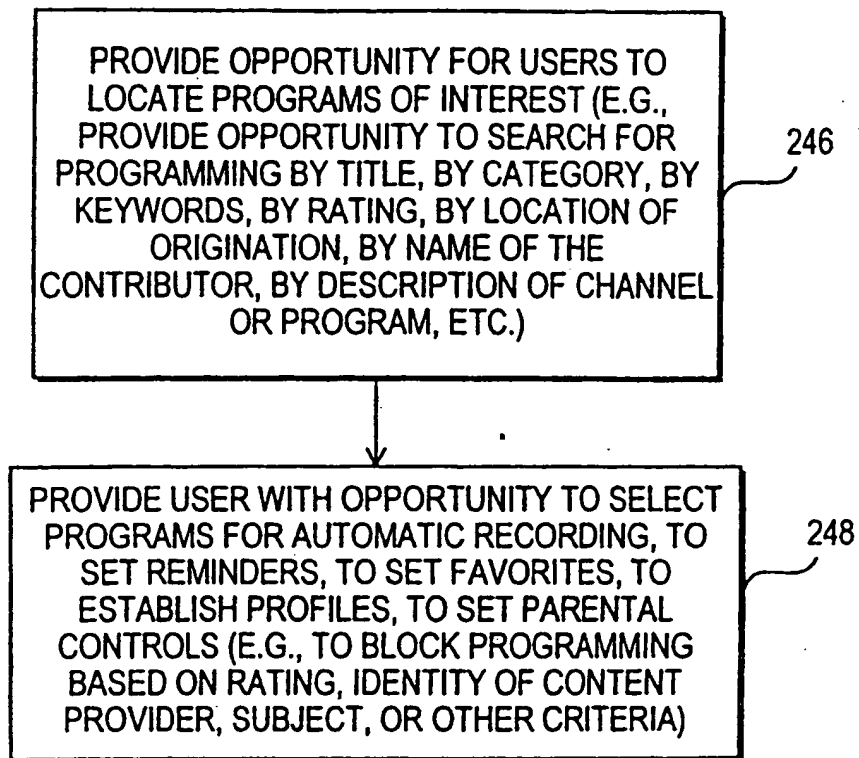 PROVIDE OPPORTUNITY FOR USERS TO
LOCATE PROGRAMS OF INTEREST (E.G.,
PROVIDE OPPORTUNITY TO SEARCH FOR
PROGRAMMING BY TITLE, BY CATEGORY, BY
KEYWORDS, BY RATING, BY LOCATION OF
ORIGINATION, BY NAME OF THE
CONTRIBUTOR, BY DESCRIPTION OF CHANNEL
OR PROGRAM, ETC.)
246
PROVIDE USER WITH OPPORTUNITY TO SELECT
PROGRAMS FOR AUTOMATIC RECORDING, TO
SET REMINDERS, TO SET FAVORITES, TO
ESTABLISH PROFILES, TO SET PARENTAL
CONTROLS (E.G., TO BLOCK PROGRAMMING
BASED ON RATING, IDENTITY OF CONTENT
PROVIDER, SUBJECT, OR OTHER CRITERIA)
248